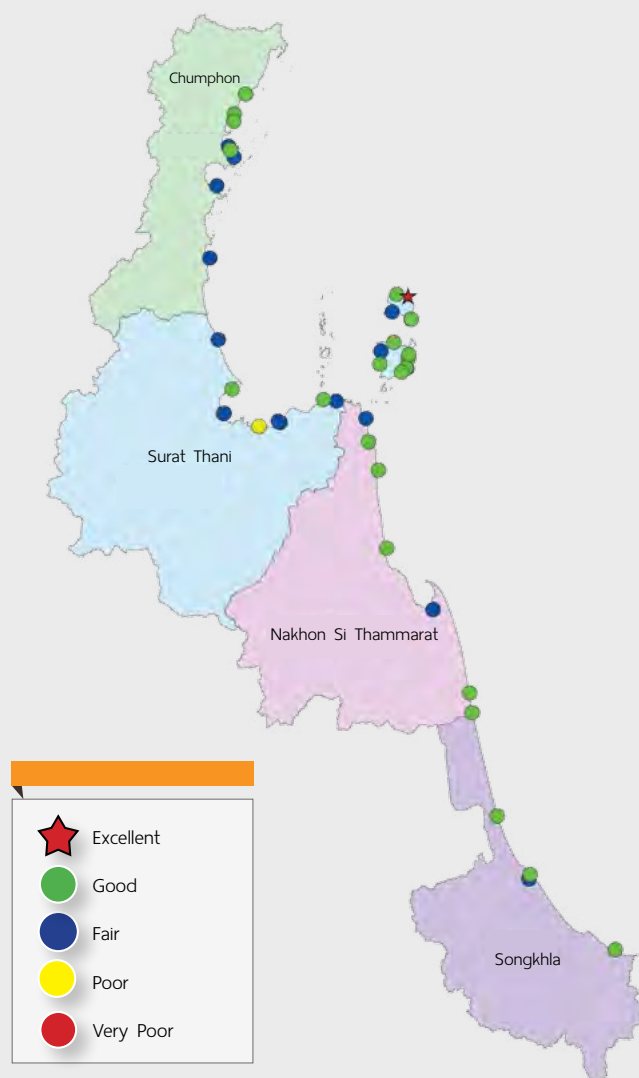 Chumphon
Surat Thani
Nakhon Si Thammarat
Songkhla
Excellent
Good
Fair
Poor
Very Poor